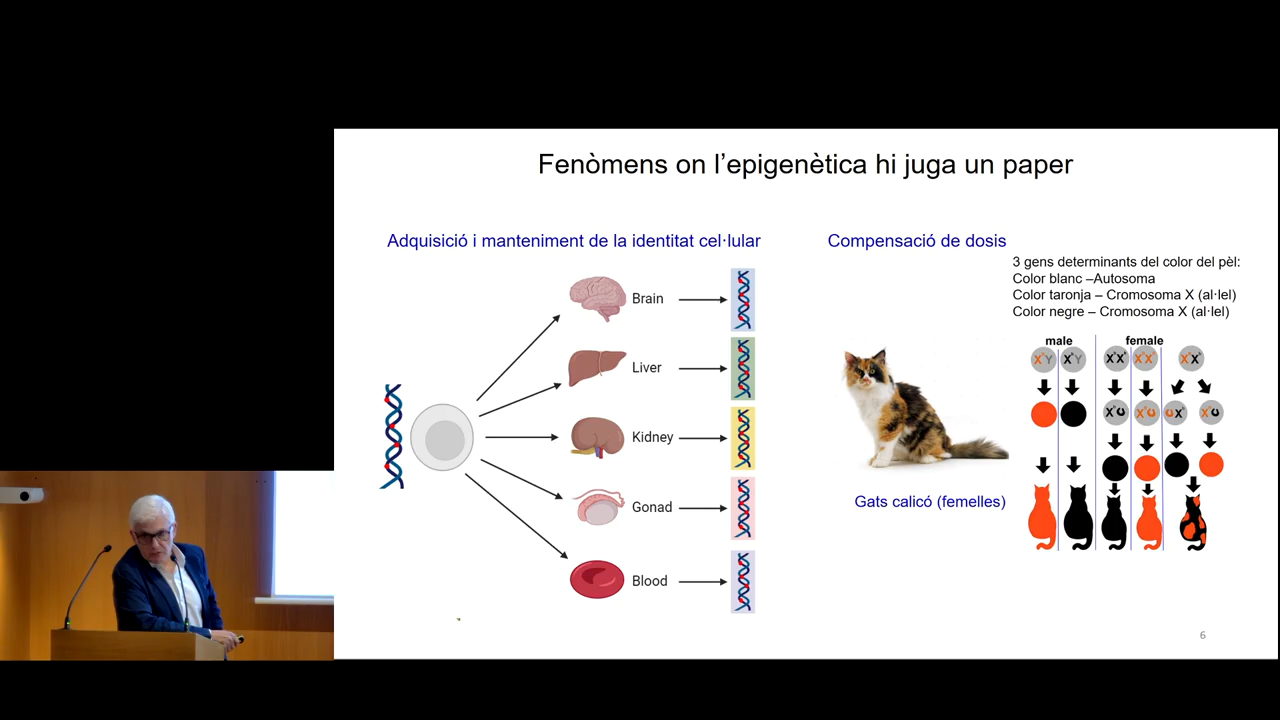 Fenòmens on l'epigenètica hi juga un paper
Adquisició i manteniment de la identitat cel·lular
Brain
Liver
Kidney
Gonad
Blood
Compensació de dosis
3 gens determinants del color del pèl:
Color blanc –Autosoma
Color taronja – Cromosoma X (al·lel)
Color negre – Cromosoma X (al·lel)
male
female
Gats calicó (femelles)
6